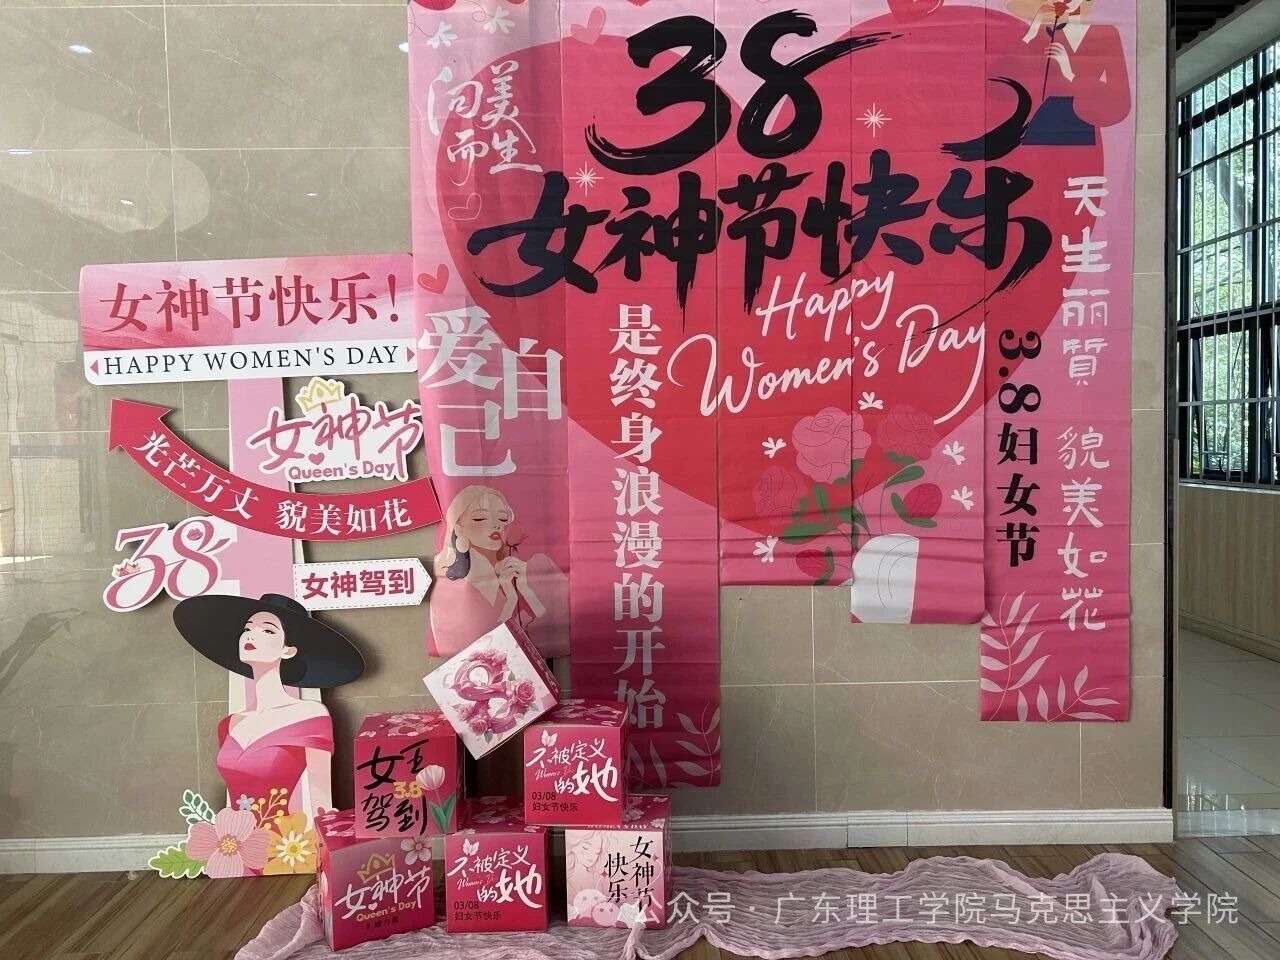 向美
而生
38
女神节快乐
Happy
Women's Day
爱自己
是终身浪漫的开始
3.8妇女节
天生丽質 貌美如花
女神节快乐!
HAPPY WOMEN'S DAY
女神节
Queen's Day
光芒万丈 貌美如花
38
女神驾到
女王
3.8
驾到
不被定义
的她
03/08
妇女节快乐
女神节
Queen's Day
不被定义
的她
03/08
妇女节快乐
WOMEN'S DAY
女神节
快乐
公众号·广东理工学院马克思主义学院